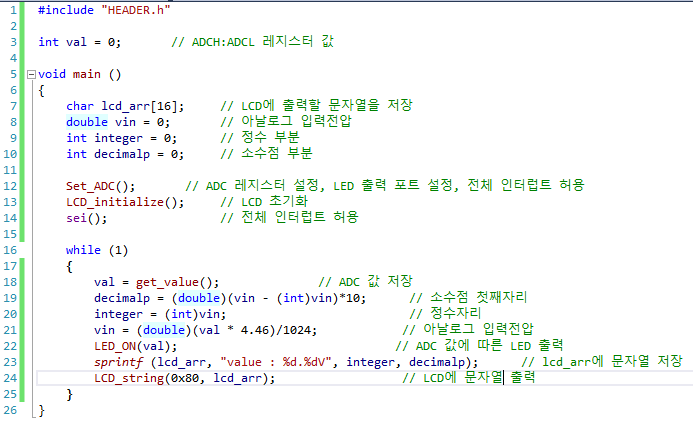 1 #include "HEADER.h"
2
3 int val = 0; // ADCH:ADCL 레지스터 값
4
5 void main ()
6 {
7 char lcd_arr[16]; // LCD에 출력할 문자열을 저장
8 double vin = 0; // 아날로그 입력전압
9 int integer = 0; // 정수 부분
10 int decimalp = 0; // 소수점 부분
11
12 Set_ADC(); // ADC 레지스터 설정, LED 출력 포트 설정, 전체 인터럽트 허용
13 LCD_initialize(); // LCD 초기화
14 sei(); // 전체 인터럽트 허용
15
16 while (1)
17 {
18 val = get_value(); // ADC 값 저장
19 decimalp = (double)(vin - (int)vin)*10; // 소수점 첫째자리
20 integer = (int)vin; // 정수자리
21 vin = (double)(val * 4.46)/1024; // 아날로그 입력전압
22 LED_ON(val); // ADC 값에 따른 LED 출력
23 sprintf (lcd_arr, "value : %d.%dV", integer, decimalp); // lcd_arr에 문자열 저장
24 LCD_string(0x80, lcd_arr); // LCD에 문자열 출력
25 }
26 }